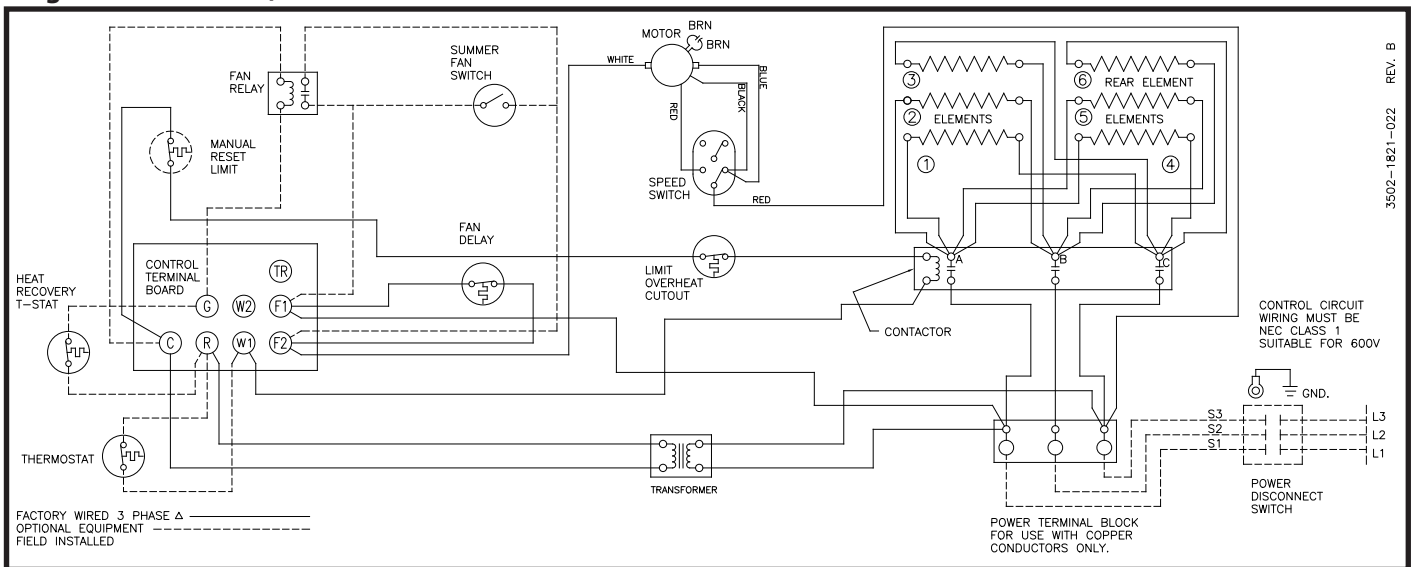 BRN
BRN
MOTOR
WHITE
BLUE
BLACK
RED
SPEED
SWITCH
RED
SUMMER
FAN
SWITCH
FAN
RELAY
MANUAL
RESET
LIMIT
FAN
DELAY
LIMIT
OVERHEAT
CUTOUT
3
2
ELEMENTS
1
6
REAR ELEMENT
5
ELEMENTS
4
A
B
C
CONTACTOR
HEAT
RECOVERY
T-STAT
CONTROL
TERMINAL
BOARD
TR
G
W2
F1
C
R
W1
F2
THERMOSTAT
TRANSFORMER
CONTROL CIRCUIT
WIRING MUST BE
NEC CLASS 1
SUITABLE FOR 600V
GND.
S3
S2
S1
L3
L2
L1
POWER
DISCONNECT
SWITCH
POWER TERMINAL BLOCK
FOR USE WITH COPPER
CONDUCTORS ONLY.
FACTORY WIRED 3 PHASE Δ
OPTIONAL EQUIPMENT
FIELD INSTALLED
3502-1821-022 REV. B